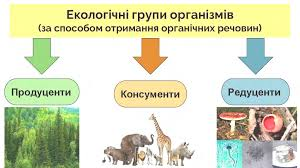 Екологічні групи організмів
(за способом отримання органічних речовин)
Продуценти
Консументи
Редуценти